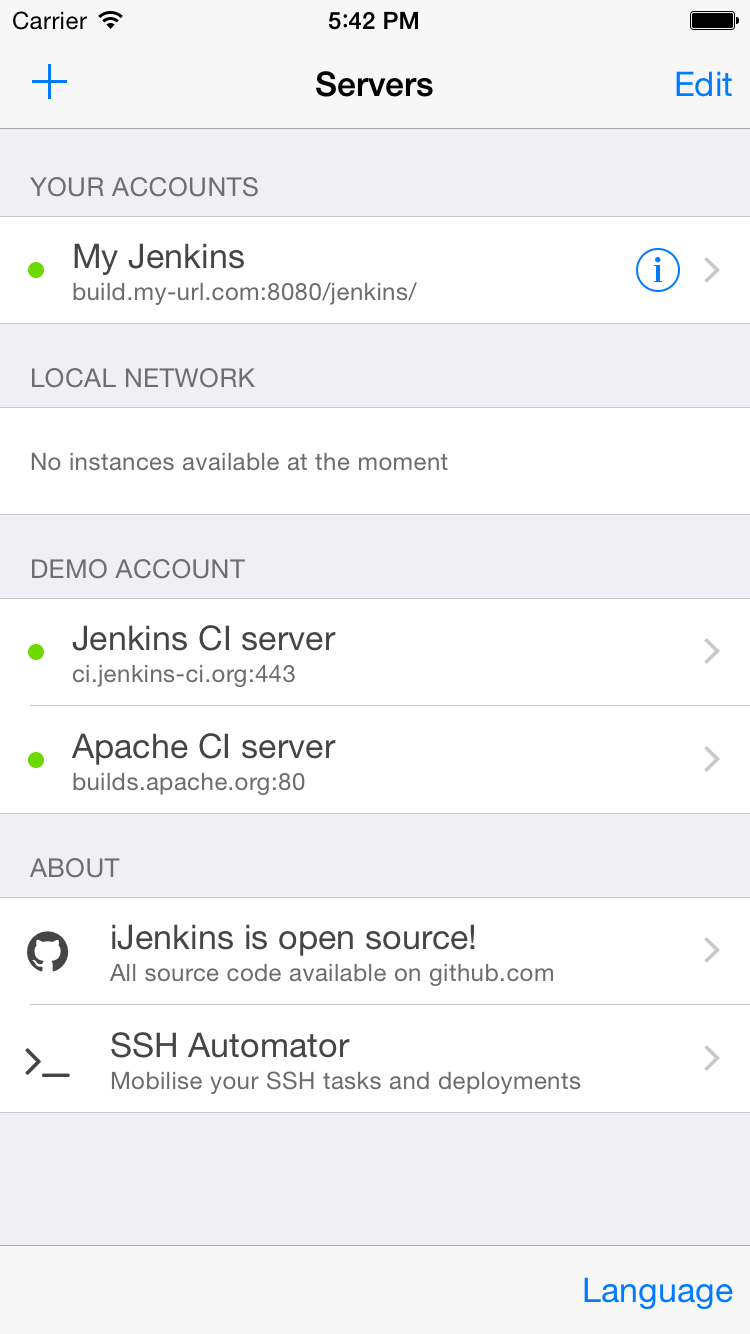 Carrier 5:42 PM
Servers Edit
YOUR ACCOUNTS
My Jenkins
build.my-url.com:8080/jenkins/
LOCAL NETWORK
No instances available at the moment
DEMO ACCOUNT
Jenkins CI server
ci.jenkins-ci.org:443
Apache CI server
builds.apache.org:80
ABOUT
iJenkins is open source!
All source code available on github.com
SSH Automator
Mobilise your SSH tasks and deployments
Language